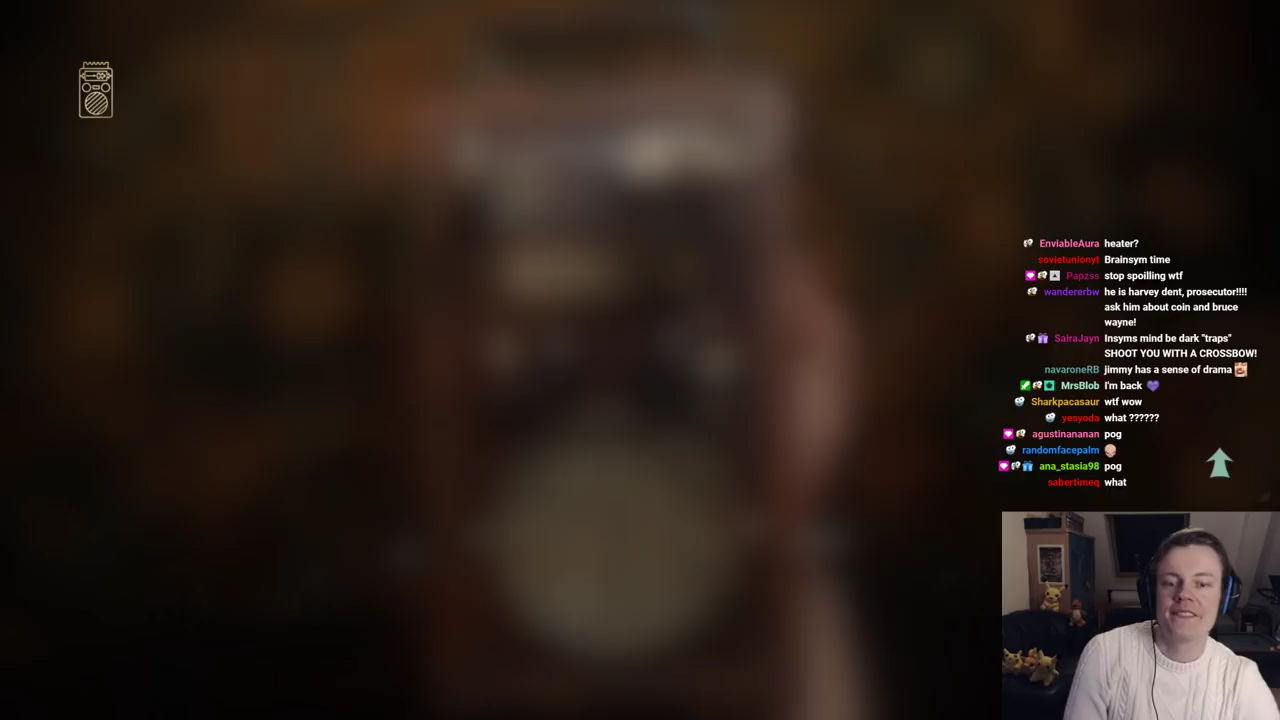 EnviableAura heater?
sovietuniony! Brainsym time
Papzss stop spoilling wtf
wandererbw he is harvey dent, prosecutor!!!!
ask him about coin and bruce
wayne!
SairaJayn Insyms mind be dark "traps"
SHOOT YOU WITH A CROSSBOW!
navaroneRB jimmy has a sense of drama
MrsBlob I'm back
Sharkpacasaur wtf wow
yesyoda what ??????
agustinananan pog
randomfacepalm
ana_stasia98 pog
sabertimeq what